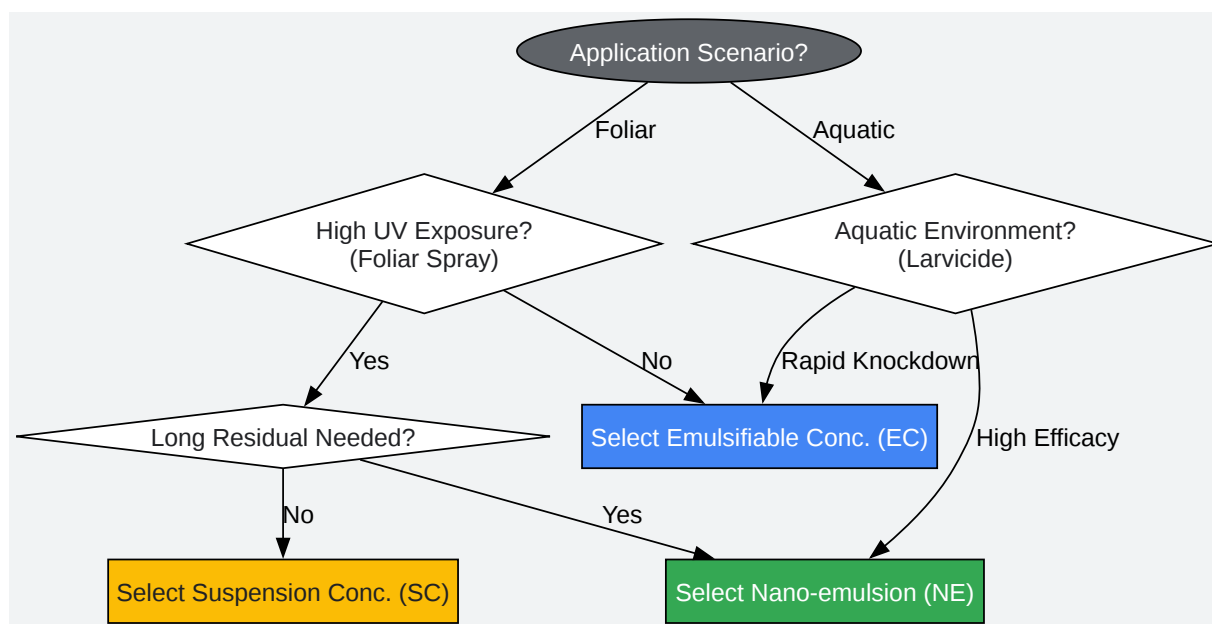 Application Scenario?
Foliar
Aquatic
High UV Exposure?
(Foliar Spray)
Aquatic Environment?
(Larvicide)
Yes
No
Rapid Knockdown
Long Residual Needed?
Select Emulsifiable Conc. (EC)
High Efficacy
No
Yes
Select Suspension Conc. (SC)
Select Nano-emulsion (NE)